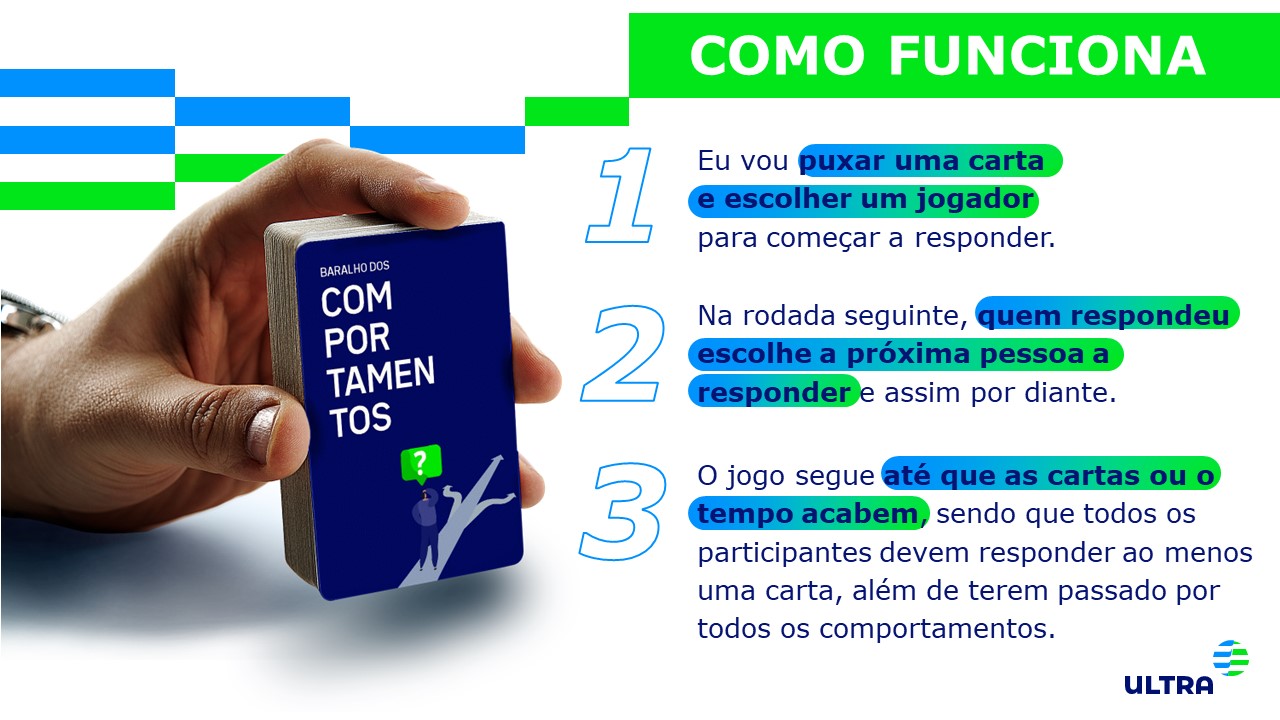 COMO FUNCIONA
1
Eu vou puxar uma carta
e escolher um jogador
para começar a responder.
2
Na rodada seguinte, quem respondeu
escolhe a próxima pessoa a
responder e assim por diante.
3
O jogo segue até que as cartas ou o
tempo acabem, sendo que todos os
participantes devem responder ao menos
uma carta, além de terem passado por
todos os comportamentos.
BARALHO DOS
COM
POR
TAMEN
TOS
?
ULTRA